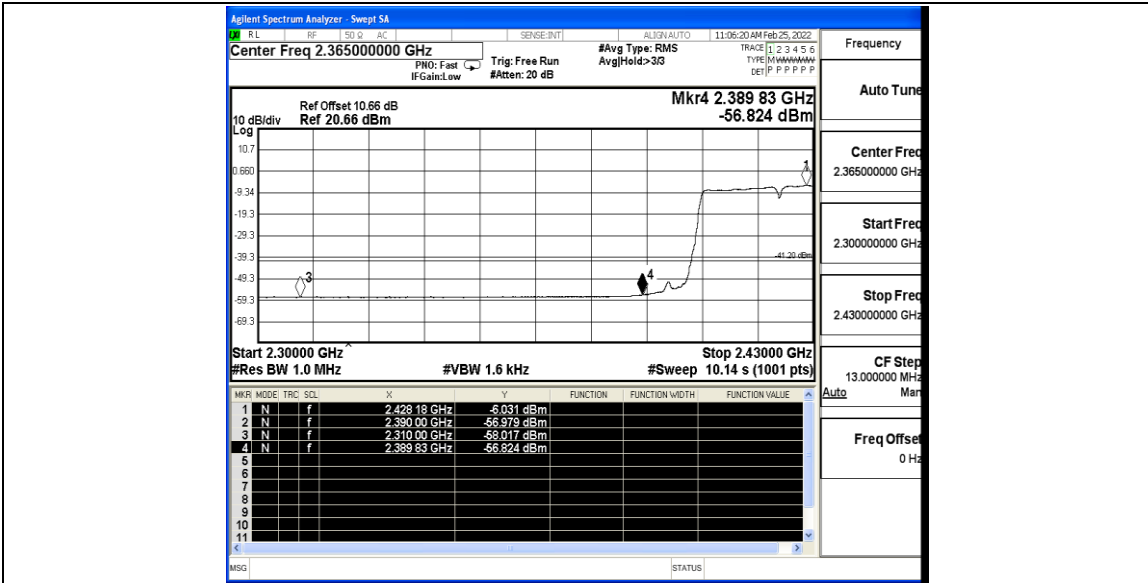 Agilent Spectrum Analyzer - Swept SA
LXI RL RF 50 Ω AC SENSE:INT ALIGNAUTO 11:06:20 AM Feb 25, 2022
Center Freq 2.365000000 GHz
PNO: Fast
IFGain:Low
Trig: Free Run
#Atten: 20 dB
#Avg Type: RMS
Avg|Hold:>3/3
TRACE 1 2 3 4 5 6
TYPE M WWWWW
DET P P P P P P
Ref Offset 10.66 dB
10 dB/div Ref 20.66 dBm
Log
Mkr4 2.389 83 GHz
-56.824 dBm
10.7
0.660
-9.34
-19.3
-29.3
-39.3
-49.3
-59.3
-69.3
1
-41.20 dBm
3
4
Start 2.30000 GHz
Stop 2.43000 GHz
#Res BW 1.0 MHz
#VBW 1.6 kHz
#Sweep 10.14 s (1001 pts)
MKR MODE TRC SCL X Y FUNCTION FUNCTION WIDTH FUNCTION VALUE
1 N f 2.428 18 GHz -6.031 dBm
2 N f 2.390 00 GHz -56.979 dBm
3 N f 2.310 00 GHz -58.017 dBm
4 N f 2.389 83 GHz -56.824 dBm
5
6
7
8
9
10
11
MSG STATUS
Frequency
Auto Tune
Center Freq
2.365000000 GHz
Start Freq
2.300000000 GHz
Stop Freq
2.430000000 GHz
CF Step
13.000000 MHz
Auto Man
Freq Offset
0 Hz